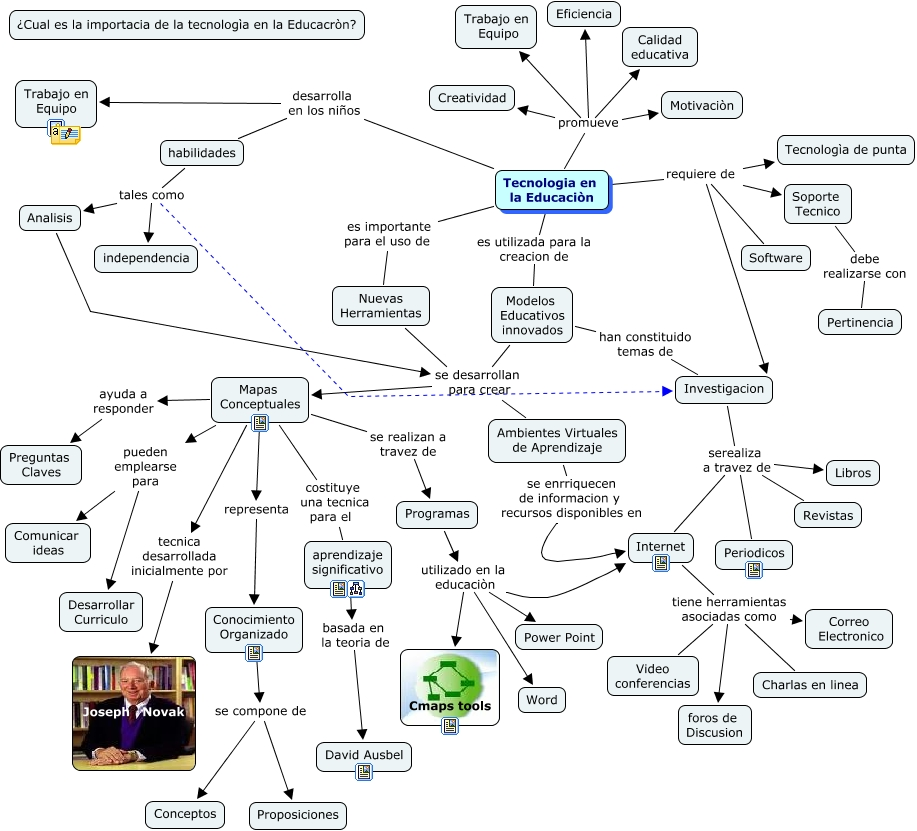 ¿Cual es la importacia de la tecnologìa en la Educacròn?
Trabajo en
Equipo
Eficiencia
Calidad
educativa
Creatividad
Motivaciòn
promueve
Trabajo en
Equipo
desarrolla
en los niños
habilidades
tales como
Analisis
independencia
Tecnologia en
la Educaciòn
requiere de
Tecnologìa de punta
Soporte
Tecnico
Software
debe
realizarse con
Pertinencia
es importante
para el uso de
es utilizada para la
creacion de
Nuevas
Herramientas
Modelos
Educativos
innovados
han constituido
temas de
se desarrollan
para crear
Investigacion
Mapas
Conceptuales
ayuda a
responder
Preguntas
Claves
pueden
emplearse
para
Comunicar
ideas
Desarrollar
Curriculo
tecnica
desarrollada
inicialmente por
Joseph Novak
representa
Conocimiento
Organizado
se compone de
Conceptos
Proposiciones
costituye
una tecnica
para el
aprendizaje
significativo
basada en
la teoria de
David Ausbel
se realizan a
travez de
Programas
utilizado en la
educaciòn
Cmaps tools
Word
Power Point
Ambientes Virtuales
de Aprendizaje
se enrriquecen
de informacion y
recursos disponibles en
Internet
serealiza
a travez de
Libros
Revistas
Periodicos
tiene herramientas
asociadas como
Correo
Electronico
Video
conferencias
Charlas en linea
foros de
Discusion